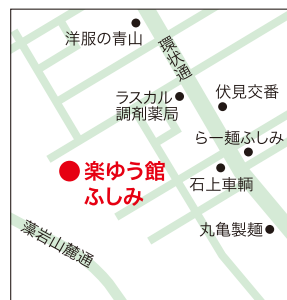 洋服の青山
環状通
ラスカル
調剤薬局
伏見交番
らー麺ふしみ
石上車輌
楽ゆう館
ふしみ
丸亀製麺
藻岩山麓通